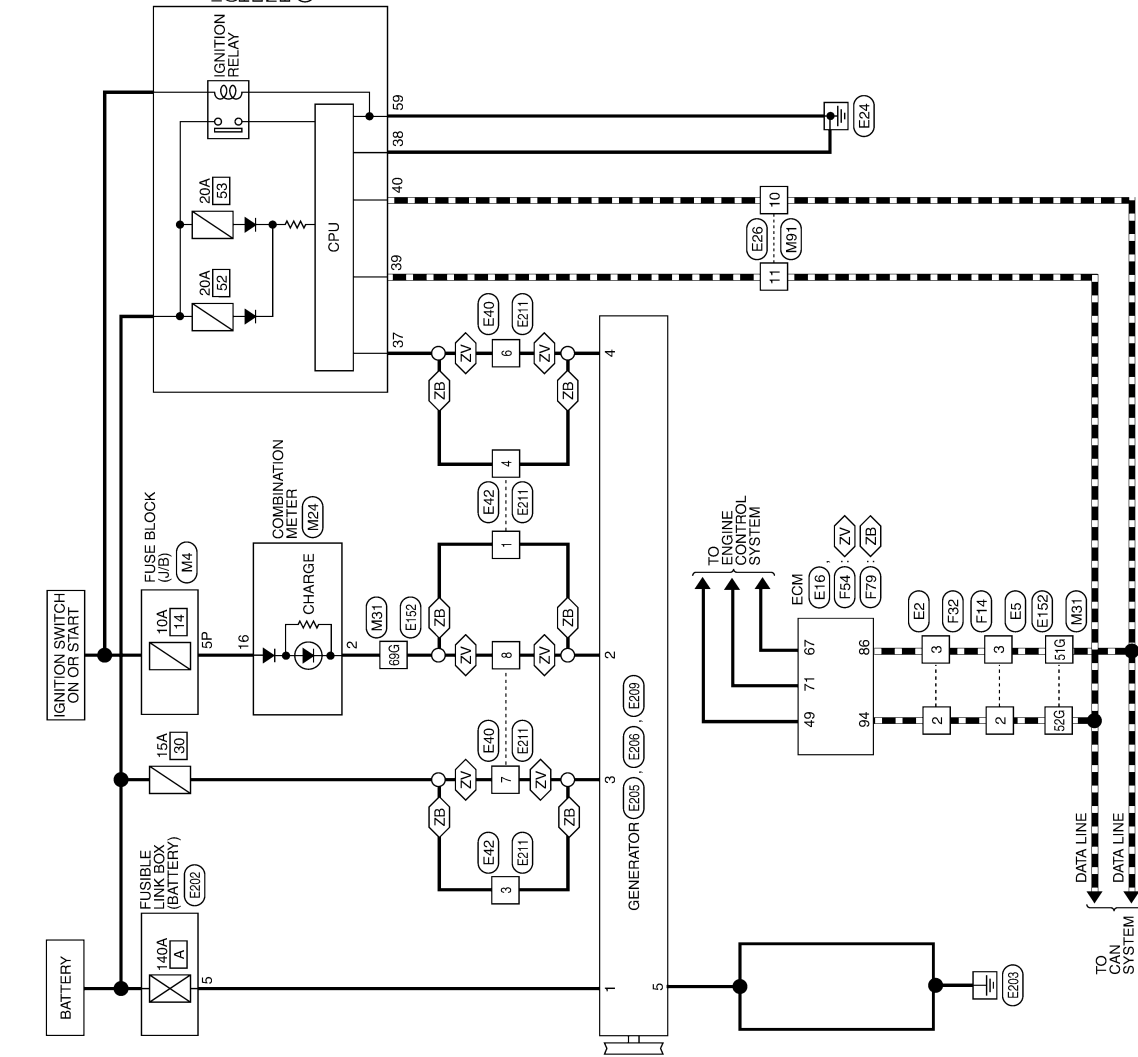 BATTERY
IGNITION SWITCH
ON OR START
FUSIBLE
LINK BOX
(BATTERY)
E202
140A
A
5
15A
30
FUSE BLOCK
(J/B)
M4
10A
14
5P
COMBINATION
METER
M24
16
CHARGE
2
M31
69G
E152
20A
52
20A
53
IGNITION
RELAY
CPU
37
39
40
38
59
ZB
ZV
E42
E40
3
7
E211
E211
ZB
ZV
ZV
ZB
E40
8
1
E42
4
6
E211
E211
ZV
ZB
ZB
ZV
ZB
ZV
ZB
ZV
1
3
2
4
GENERATOR E205 , E206 , E209
5
E203
E26
11
10
M91
E24
TO
ENGINE
CONTROL
SYSTEM
ECM
E16 ,
F54 : ZV
F79 : ZB
49
71
67
94
86
2
3
E2
F32
2
3
F14
E5
52G
51G
E152
M31
DATA LINE
DATA LINE
TO
CAN
SYSTEM